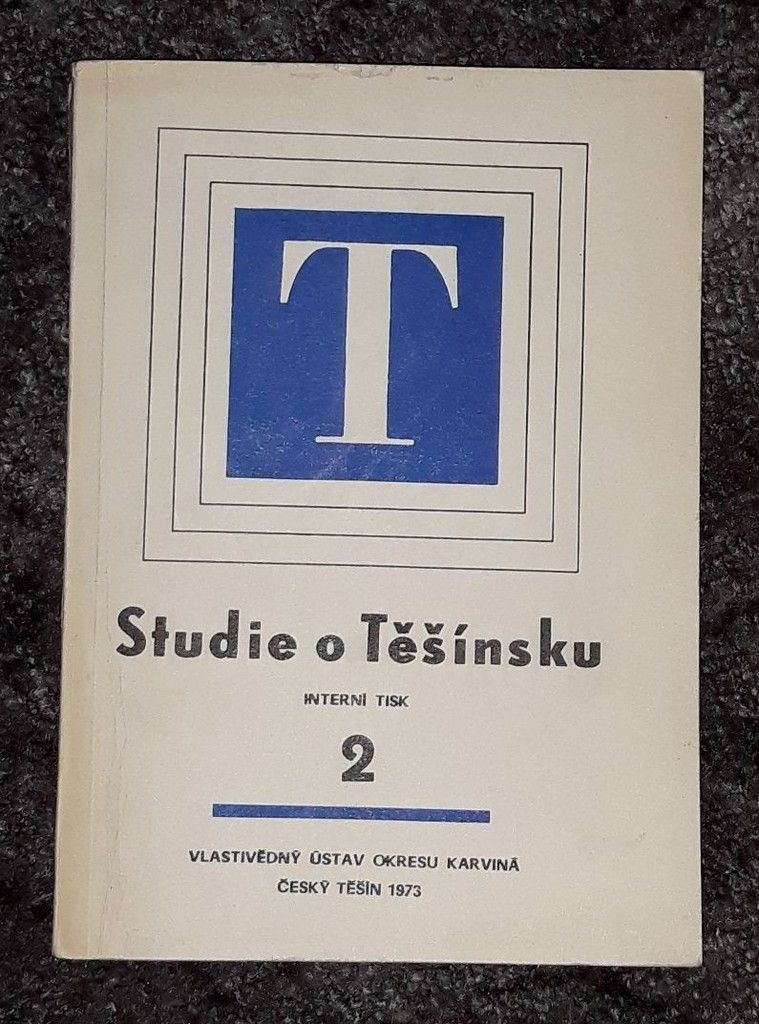 T
Studie o Těšínsku
INTERNÍ TISK
2
VLASTIVĚDNÝ ÚSTAV OKRESU KARVINÁ
ČESKÝ TĚŠÍN 1973